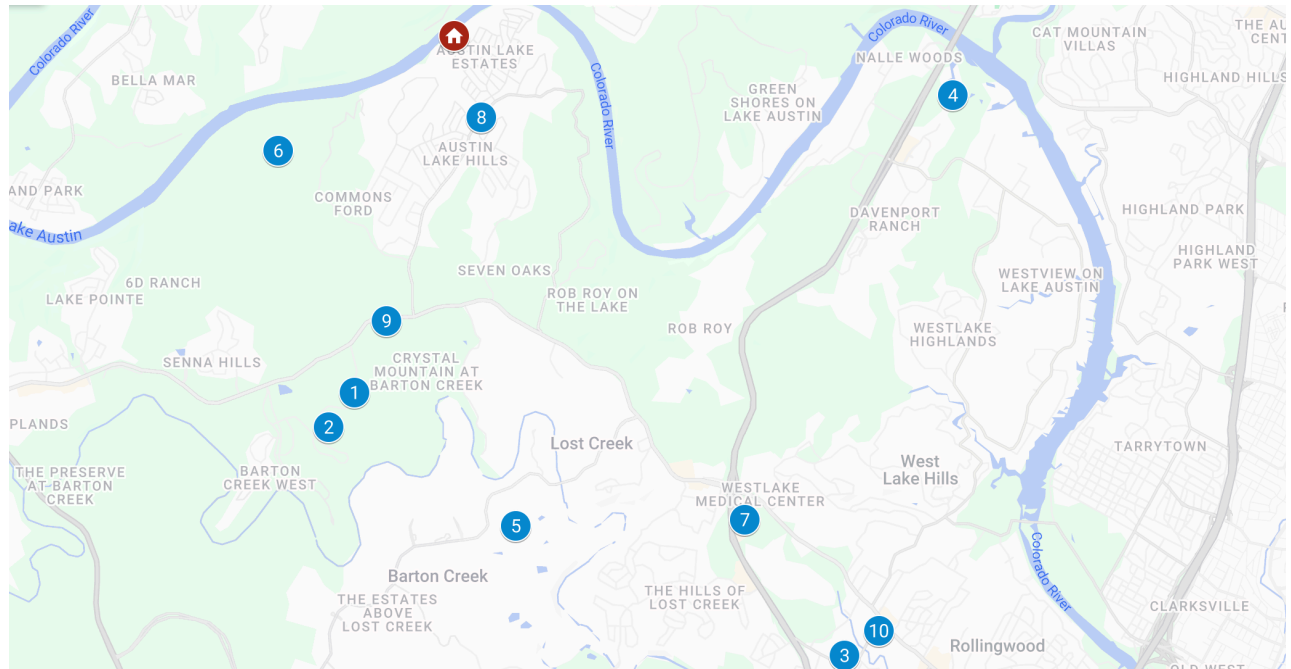 Colorado River
BELLA MAR
AUSTIN LAKE
ESTATES
Colorado River
Colorado River
NALLE WOODS
CAT MOUNTAIN
VILLAS
THE AU
CENT
HIGHLAND HILLS
GREEN
SHORES ON
LAKE AUSTIN
4
8
6
AUSTIN
LAKE HILLS
AND PARK
COMMONS
FORD
ake Austin
DAVENPORT
RANCH
HIGHLAND PARK
HIGHLAND
PARK WEST
6D RANCH
LAKE POINTE
SEVEN OAKS
ROB ROY ON
THE LAKE
WESTVIEW ON
LAKE AUSTIN
9
ROB ROY
WESTLAKE
HIGHLANDS
SENNA HILLS
CRYSTAL
MOUNTAIN AT
BARTON CREEK
1
2
PLANDS
Lost Creek
TARRYTOWN
THE PRESERVE
AT BARTON
CREEK
BARTON
CREEK WEST
West
Lake Hills
WESTLAKE
MEDICAL CENTER
7
5
Colorado River
Barton Creek
THE ESTATES
ABOVE
LOST CREEK
THE HILLS OF
LOST CREEK
CLARKSVILLE
10
3
Rollingwood
OLD WEST